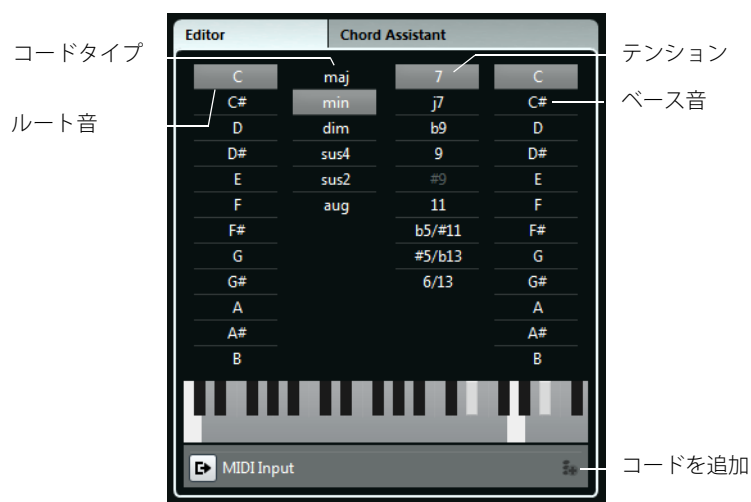 Editor Chord Assistant
コードタイプ
テンション
C maj 7 C
C# min j7 C#
ベース音
ルート音
D dim b9 D
D# sus4 9 D#
E sus2 #9 E
F aug 11 F
F# b5/#11 F#
G #5/b13 G
G# 6/13 G#
A A
A# A#
B B
MIDI Input
コードを追加